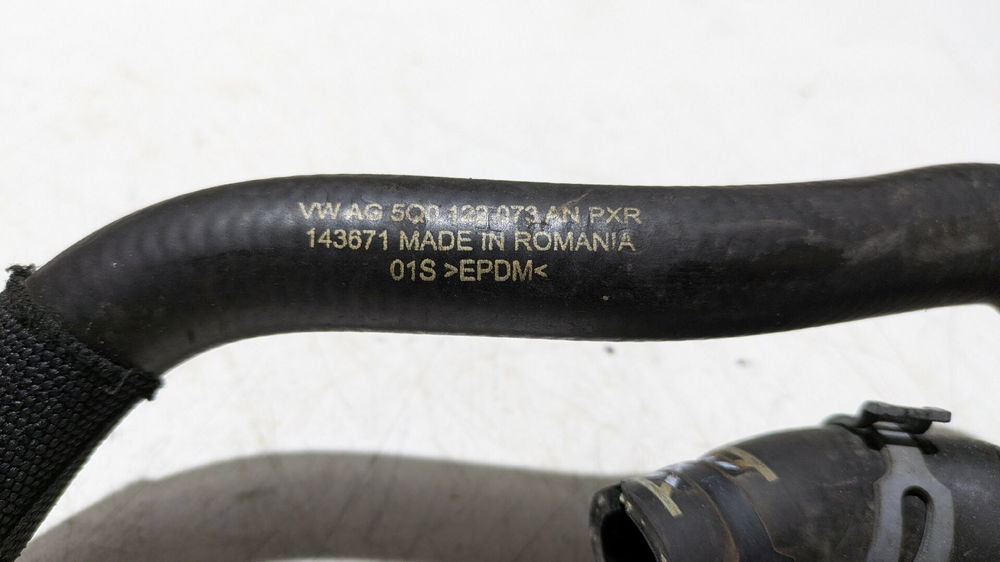 VW AG 5Q0 122 073 AN PXR
143671 MADE IN ROMANIA
01S >EPDM<